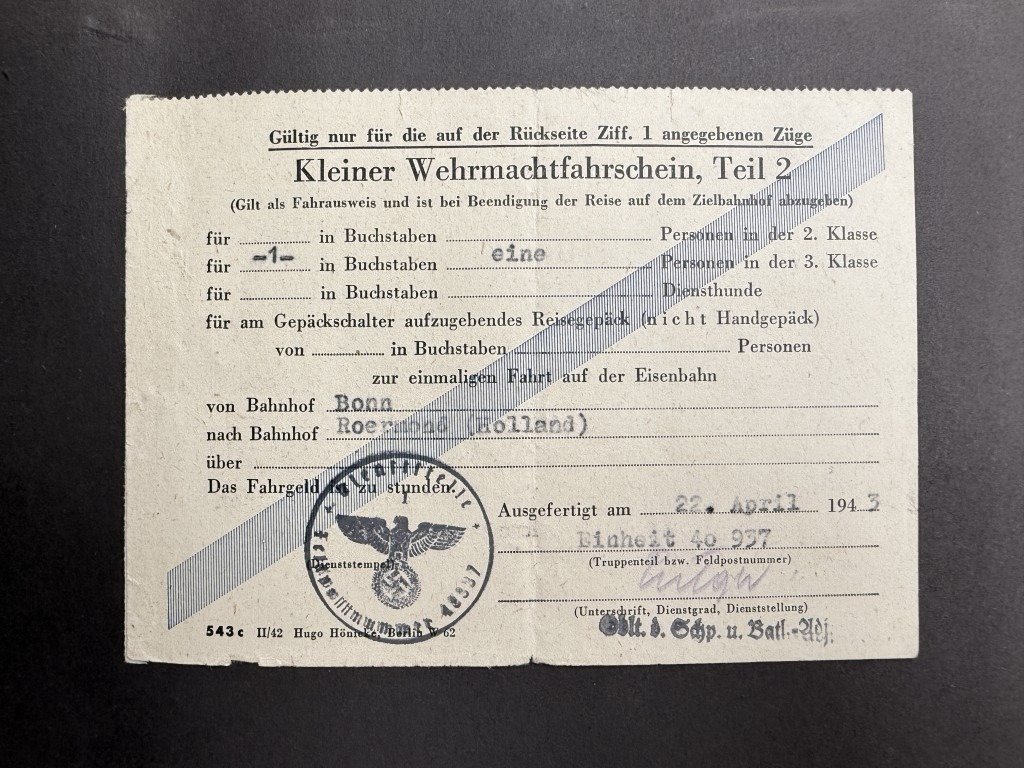 Gültig nur für die auf der Rückseite Ziff. 1 angegebenen Züge
Kleiner Wehrmachtfahrschein, Teil 2
(Gilt als Fahrausweis und ist bei Beendigung der Reise auf dem Zielbahnhof abzugeben)
für in Buchstaben Personen in der 2. Klasse
für -1- in Buchstaben eine Personen in der 3. Klasse
für in Buchstaben Diensthunde
für am Gepäckschalter aufzugebendes Reisegepäck (nicht Handgepäck)
von in Buchstaben Personen
zur einmaligen Fahrt auf der Eisenbahn
von Bahnhof Bonn
nach Bahnhof Roermond (Holland)
über
Das Fahrgeld ist zu stunden.
Dienststelle
Feldpostnummer
Dienststempel
Ausgefertigt am 22. April 1943
Einheit 4o 937
(Truppenteil bzw. Feldpostnummer)
(Unterschrift, Dienstgrad, Dienststellung)
Oblt. d. Schp. u. Batl.-Adj.
543c II/42 Hugo Hönicke, Berlin W 62